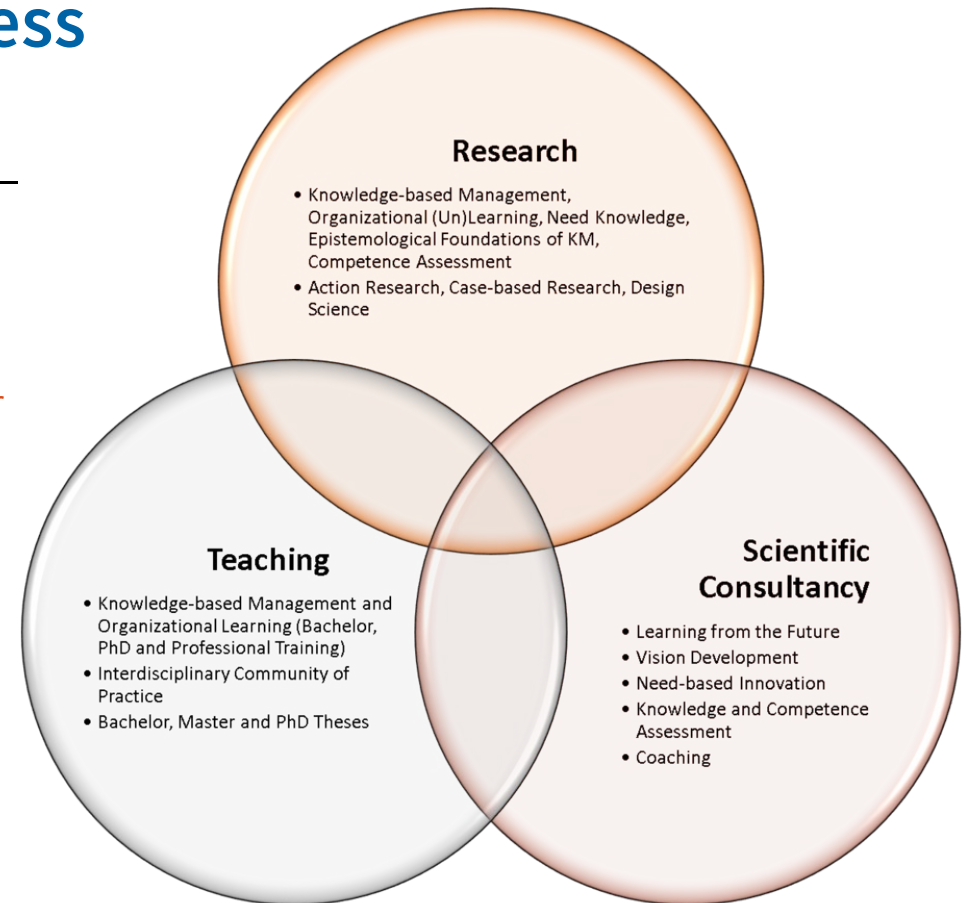 ess
Research
• Knowledge-based Management,
Organizational (Un)Learning, Need Knowledge,
Epistemological Foundations of KM,
Competence Assessment
• Action Research, Case-based Research, Design
Science
Teaching
• Knowledge-based Management and
Organizational Learning (Bachelor,
PhD and Professional Training)
• Interdisciplinary Community of
Practice
• Bachelor, Master and PhD Theses
Scientific
Consultancy
• Learning from the Future
• Vision Development
• Need-based Innovation
• Knowledge and Competence
Assessment
• Coaching